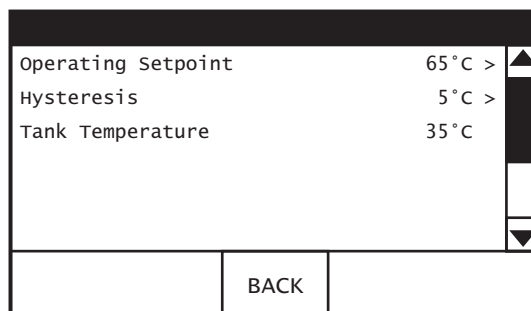 Operating Setpoint 65°C >
Hysteresis 5°C >
Tank Temperature 35°C
BACK